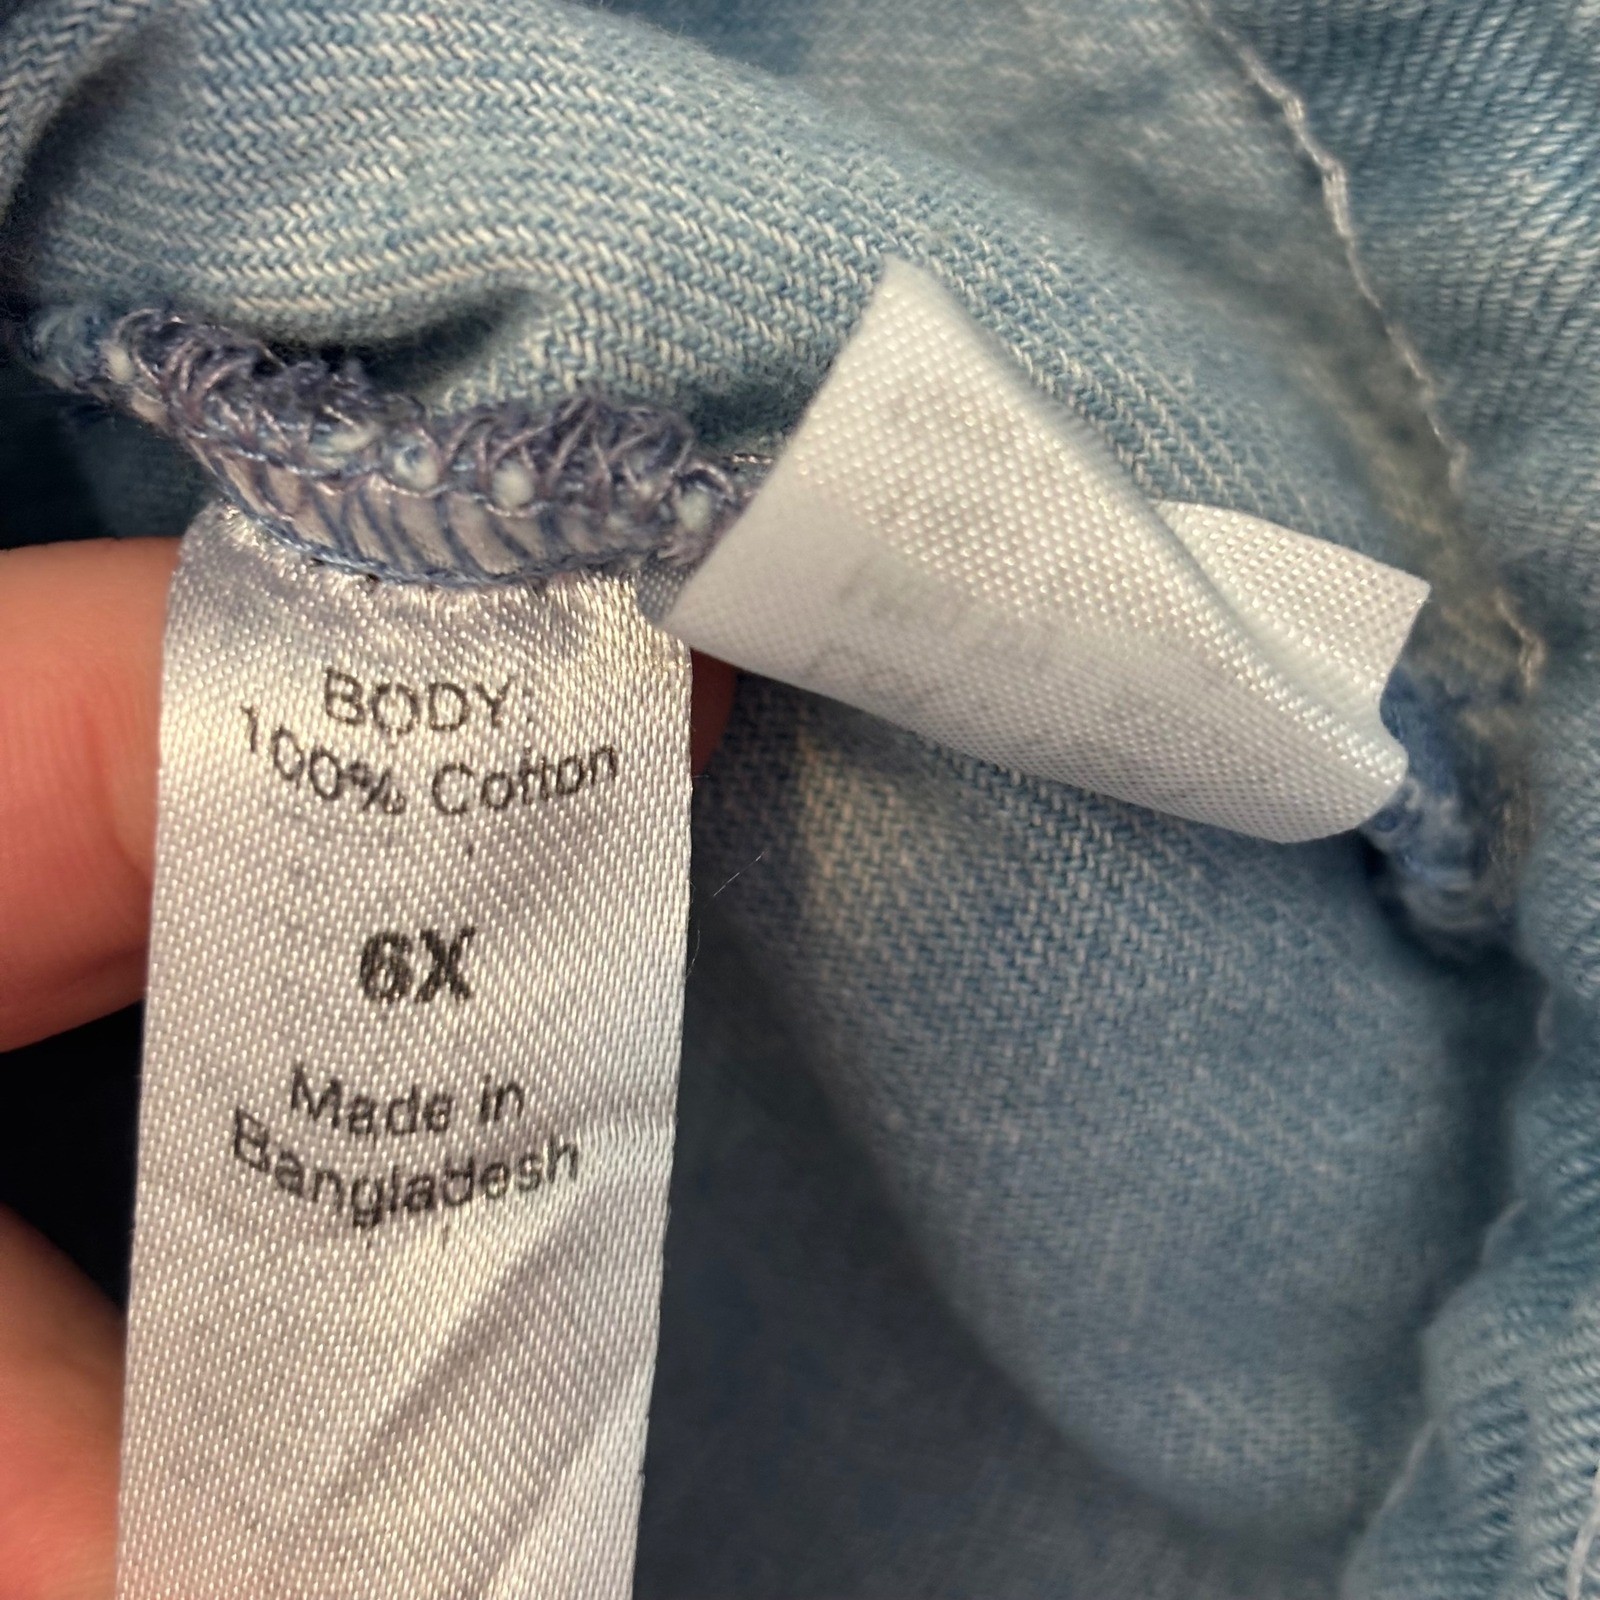 BODY:
100% Cotton
6X
Made in
Bangladesh